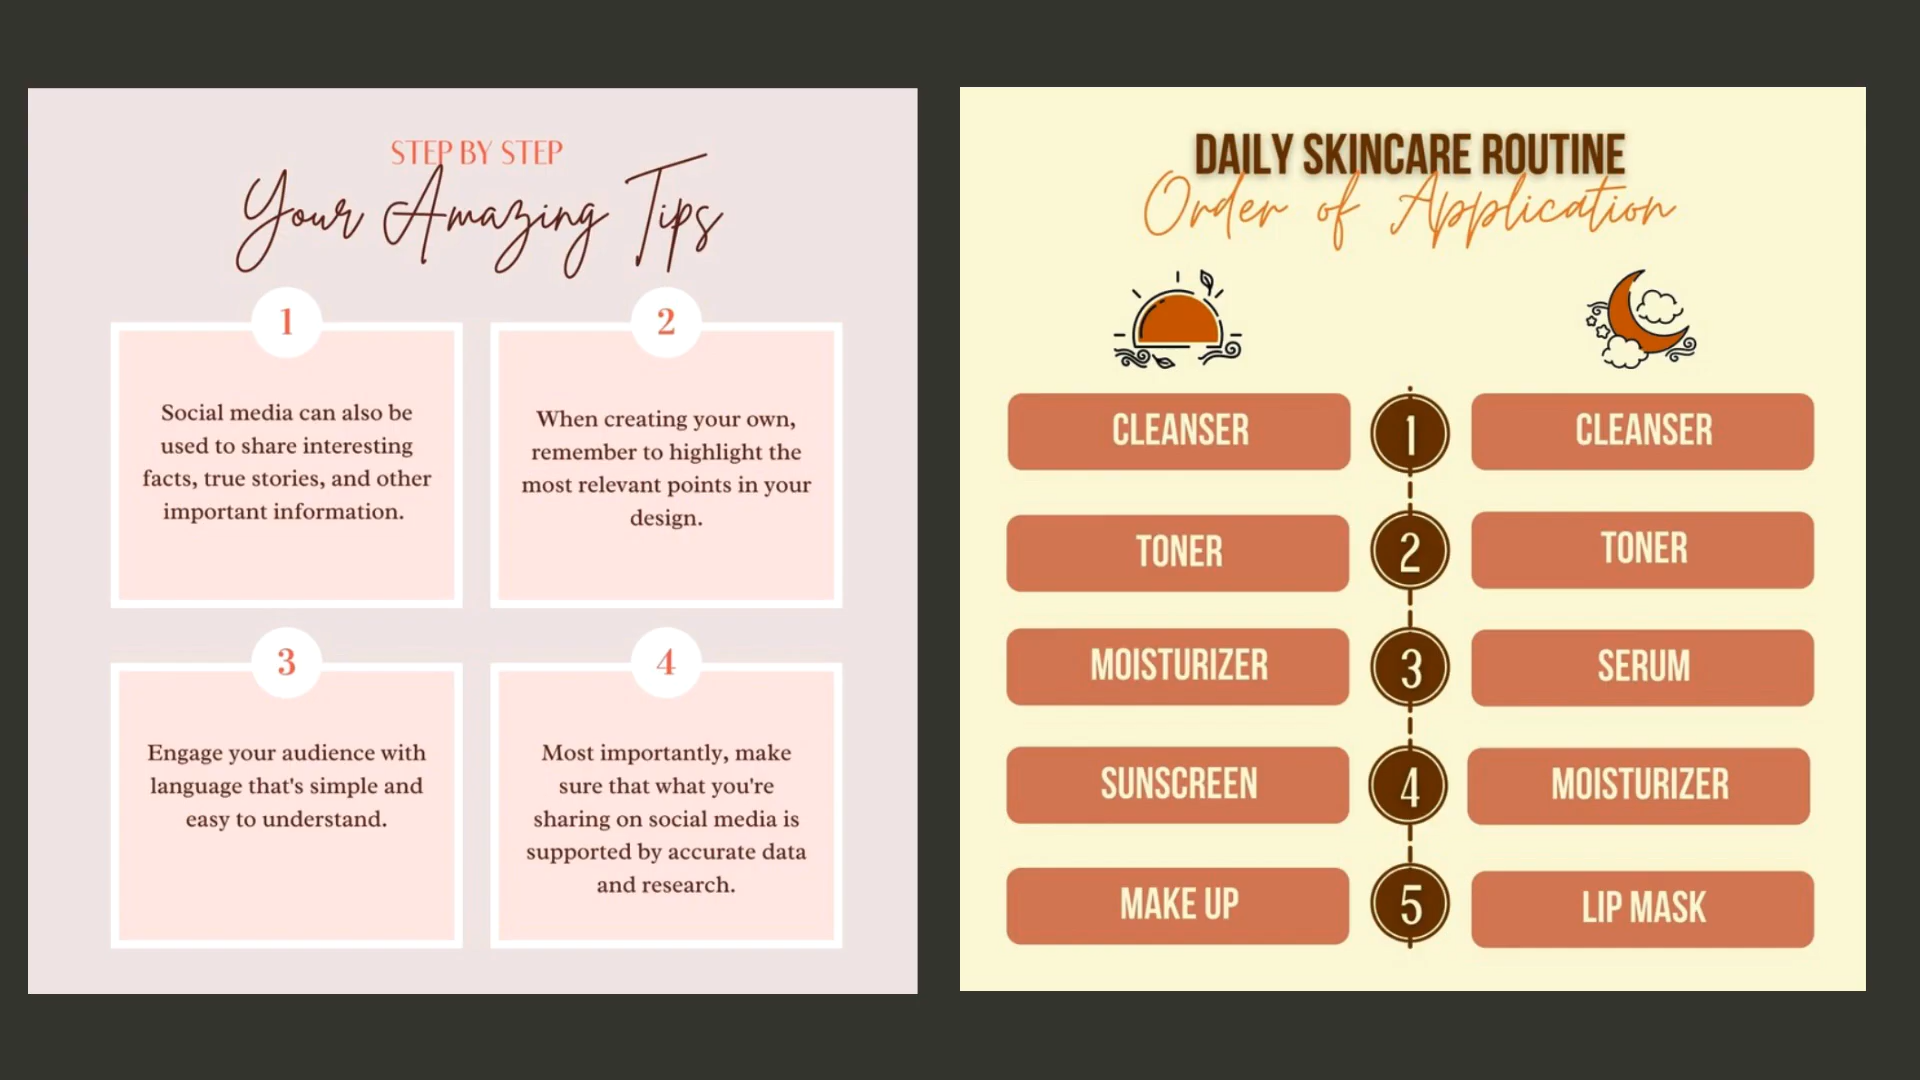 STEP BY STEP
Your Amazing Tips
1
Social media can also be
used to share interesting
facts, true stories, and other
important information.
2
When creating your own,
remember to highlight the
most relevant points in your
design.
3
Engage your audience with
language that's simple and
easy to understand.
4
Most importantly, make
sure that what you're
sharing on social media is
supported by accurate data
and research.
DAILY SKINCARE ROUTINE
Order of Application
CLEANSER
1
CLEANSER
TONER
2
TONER
MOISTURIZER
3
SERUM
SUNSCREEN
4
MOISTURIZER
MAKE UP
5
LIP MASK